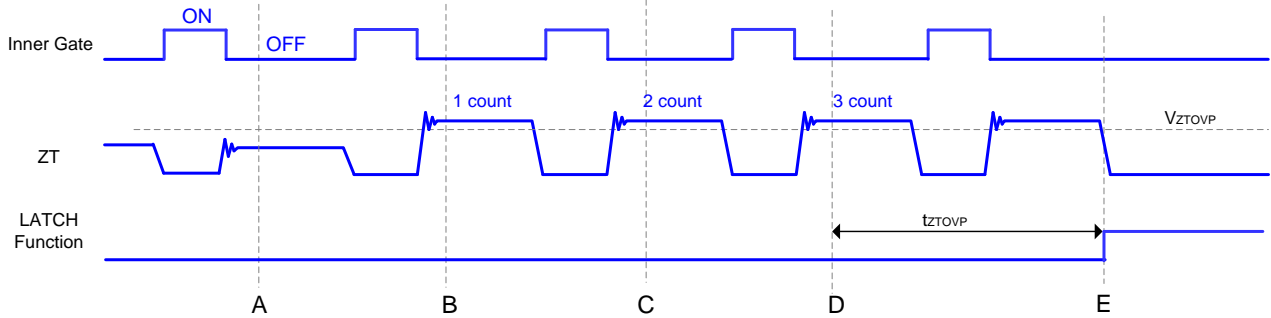 ON
Inner Gate
OFF
1 count
2 count
3 count
VZTOVP
ZT
LATCH
Function
tZTOVP
A
B
C
D
E